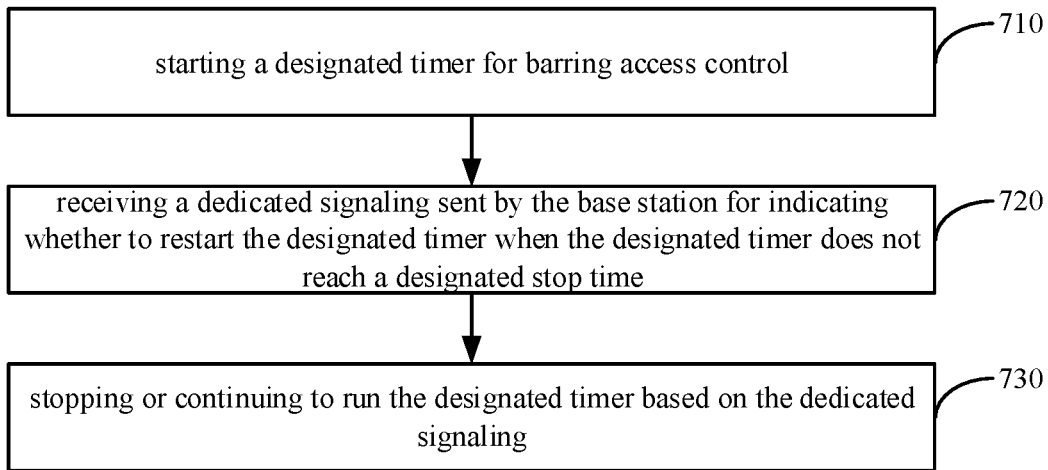 710
starting a designated timer for barring access control
720
receiving a dedicated signaling sent by the base station for indicating
whether to restart the designated timer when the designated timer does not
reach a designated stop time
730
stopping or continuing to run the designated timer based on the dedicated
signaling